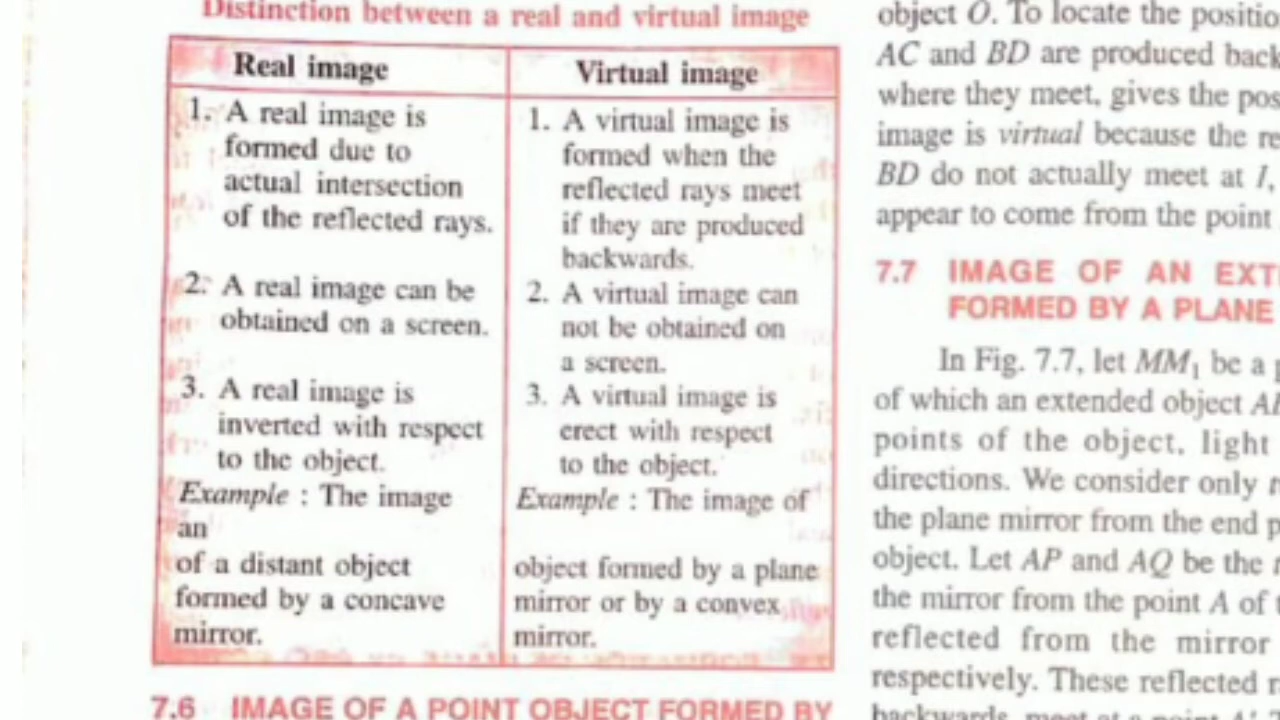 Distinction between a real and virtual image
Real image
1. A real image is
formed due to
actual intersection
of the reflected rays.
2. A real image can be
obtained on a screen.
3. A real image is
inverted with respect
to the object.
Example : The image
an
of a distant object
formed by a concave
mirror.
Virtual image
1. A virtual image is
formed when the
reflected rays meet
if they are produced
backwards.
2. A virtual image can
not be obtained on
a screen.
3. A virtual image is
erect with respect
to the object.
Example : The image of
object formed by a plane
mirror or by a convex
mirror.
7.6 IMAGE OF A POINT OBJECT FORMED BY
object O. To locate the
AC and BD are produced
where they meet, gives the
image is virtual because the
BD do not actually meet at I,
appear to come from the point
7.7 IMAGE OF AN
FORMED BY A PLANE
In Fig. 7.7, let MM₁ be a
of which an extended object
points of the object, light
directions. We consider only
the plane mirror from the end
object. Let AP and AQ be the
the mirror from the point A of
reflected from the mirror
respectively. These reflected
backwards, meet at a point A'